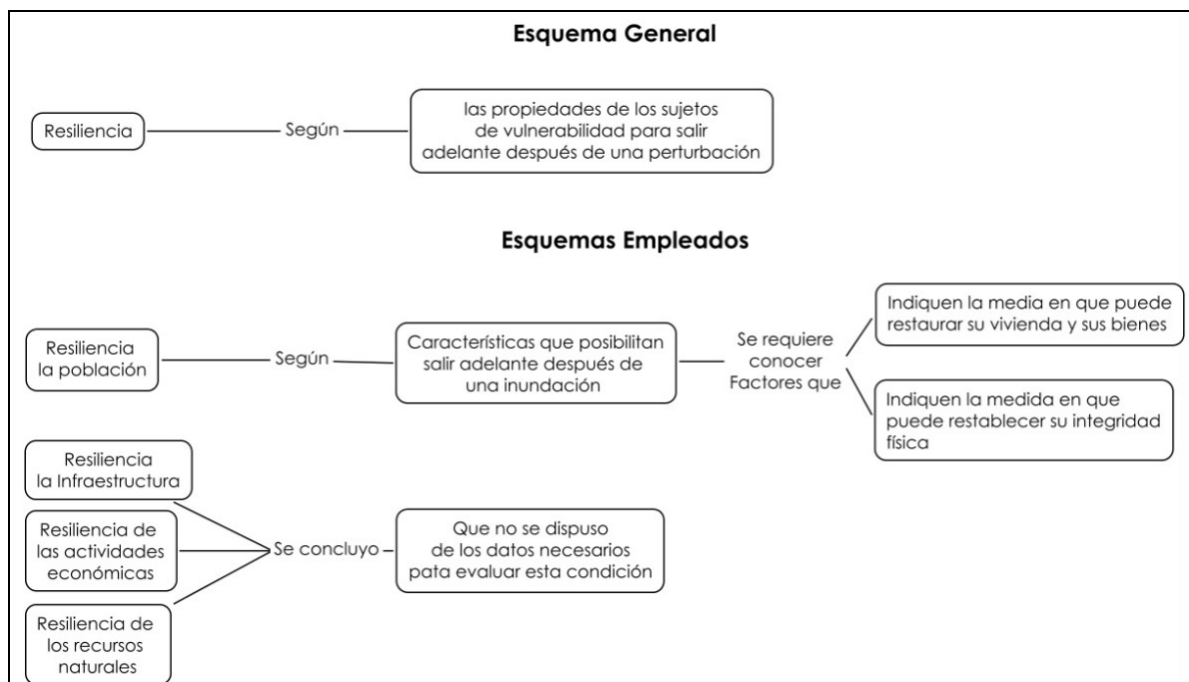 Esquema General
Resiliencia
Según
las propiedades de los sujetos
de vulnerabilidad para salir
adelante después de una perturbación
Esquemas Empleados
Resiliencia
la población
Según
Características que posibilitan
salir adelante después de
una inundación
Se requiere
conocer
Factores que
Indiquen la media en que puede
restaurar su vivienda y sus bienes
Indiquen la medida en que
puede restablecer su integridad
física
Resiliencia
la Infraestructura
Resiliencia de
las actividades
económicas
Resiliencia de
los recursos
naturales
Se concluyo
Que no se dispuso
de los datos necesarios
pata evaluar esta condición